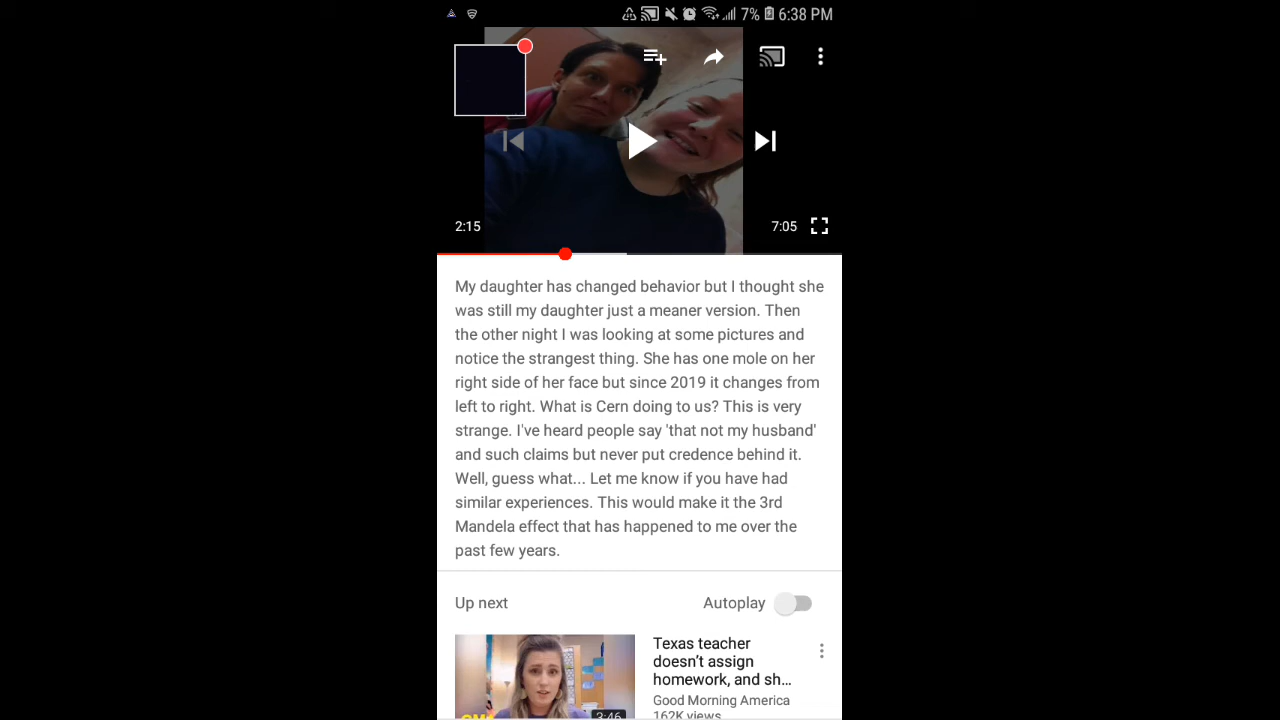 7% 6:38 PM
2:15
7:05
My daughter has changed behavior but I thought she
was still my daughter just a meaner version. Then
the other night I was looking at some pictures and
notice the strangest thing. She has one mole on her
right side of her face but since 2019 it changes from
left to right. What is Cern doing to us? This is very
strange. I've heard people say 'that not my husband'
and such claims but never put credence behind it.
Well, guess what... Let me know if you have had
similar experiences. This would make it the 3rd
Mandela effect that has happened to me over the
past few years.
Up next
Autoplay
Texas teacher
doesn't assign
homework, and sh...
Good Morning America
162K views
3:46
GMA